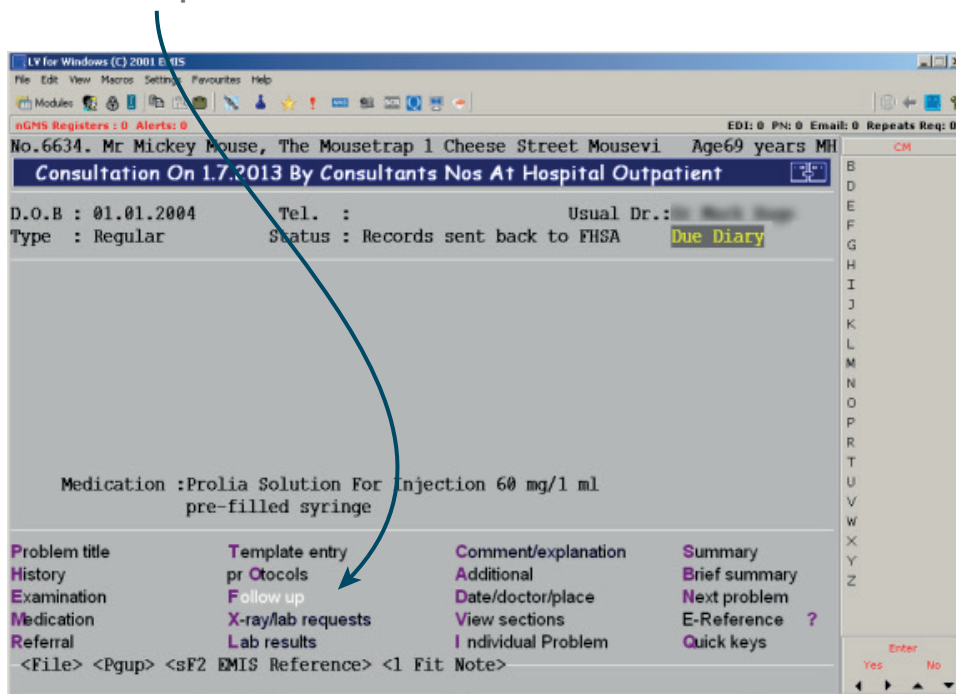 LV for Windows (C) 2001 EMIS
File Edit View Macros Settings Favourites Help
Modules
nGMS Registers : 0 Alerts: 0 EDI: 0 PN: 0 Email: 0 Repeats Req: 0
No.6634. Mr Mickey Mouse, The Mousetrap 1 Cheese Street Mousevi Age69 years MH
CM
Consultation On 1.7.2013 By Consultants Nos At Hospital Outpatient
D.O.B : 01.01.2004 Tel. : Usual Dr.:
Type : Regular Status : Records sent back to FHSA Due Diary
B
D
E
F
G
H
I
J
K
L
M
N
O
P
R
T
U
V
W
X
Y
Z
Medication :Prolia Solution For Injection 60 mg/1 ml
pre-filled syringe
Problem title Template entry Comment/explanation Summary
History pr Otocols Additional Brief summary
Examination Follow up Date/doctor/place Next problem
Medication X-ray/lab requests View sections E-Reference ?
Referral Lab results I ndividual Problem Quick keys
<File> <Pgup> <sF2 EMIS Reference> <l Fit Note>
Enter
Yes No